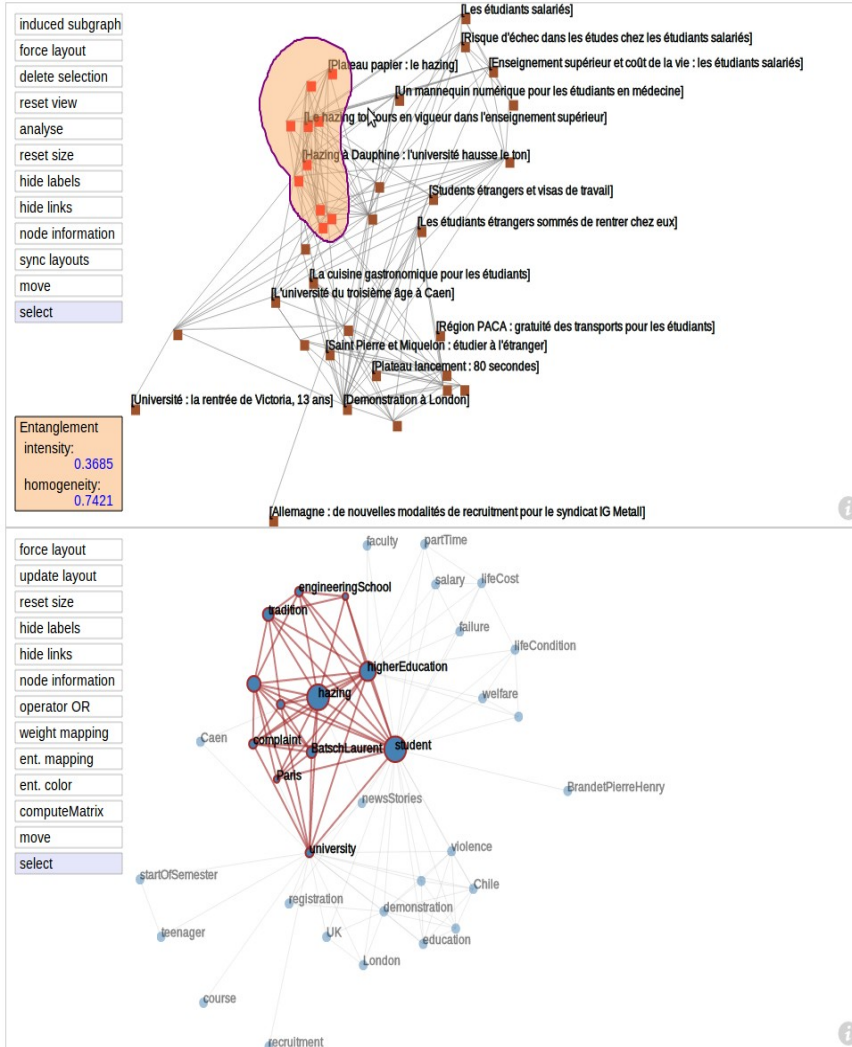 induced subgraph
force layout
delete selection
reset view
analyse
reset size
hide labels
hide links
node information
sync layouts
move
select
[Les étudiants salariés]
[Risque d'échec dans les études chez les étudiants salariés]
[Plateau papier : le hazing]
[Enseignement supérieur et coût de la vie : les étudiants salariés]
[Un mannequin numérique pour les étudiants en médecine]
[Le hazing toujours en vigueur dans l'enseignement supérieur]
[Hazing à Dauphine : l'université hausse le ton]
[Students étrangers et visas de travail]
[Les étudiants étrangers sommés de rentrer chez eux]
[La cuisine gastronomique pour les étudiants]
[L'université du troisième âge à Caen]
[Région PACA : gratuité des transports pour les étudiants]
[Saint Pierre et Miquelon : étudier à l'étranger]
[Plateau lancement : 80 secondes]
[Université : la rentrée de Victoria, 13 ans]
[Demonstration à London]
[Allemagne : de nouvelles modalités de recruitment pour le syndicat IG Metall]
Entanglement
intensity:
0.3685
homogeneity:
0.7421
i
force layout
update layout
reset size
hide labels
hide links
node information
operator OR
weight mapping
ent. mapping
ent. color
computeMatrix
move
select
faculty
partTime
engineeringSchool
salary
lifeCost
tradition
failure
lifeCondition
higherEducation
hazing
welfare
Caen
complaint
BatschLaurent
student
Paris
BrandetPierreHenry
newsStories
university
violence
startOfSemester
Chile
registration
demonstration
teenager
UK
education
London
course
recruitment
i